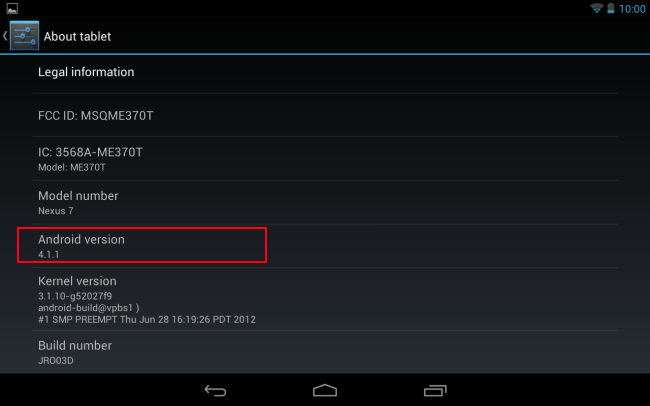 10:00
About tablet
Legal information
FCC ID: MSQME370T
IC: 3568A-ME370T
Model: ME370T
Model number
Nexus 7
Android version
4.1.1
Kernel version
3.1.10-g52027f9
android-build@vpbs1 )
#1 SMP PREEMPT Thu Jun 28 16:19:26 PDT 2012
Build number
JRO03D